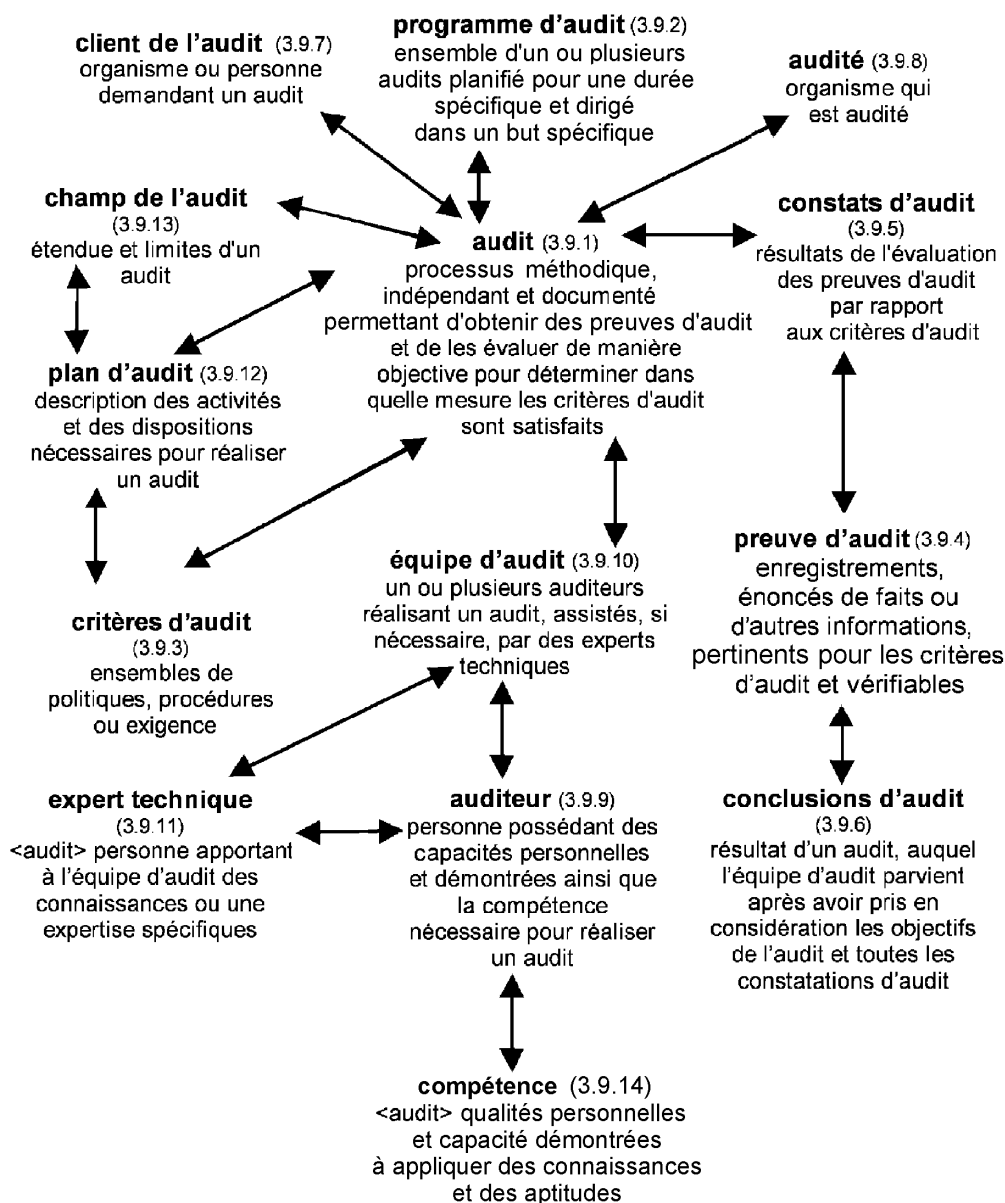 client de l'audit (3.9.7)
organisme ou personne
demandant un audit
programme d'audit (3.9.2)
ensemble d'un ou plusieurs
audits planifié pour une durée
spécifique et dirigé
dans un but spécifique
audité (3.9.8)
organisme qui
est audité
champ de l'audit
(3.9.13)
étendue et limites d'un
audit
audit (3.9.1)
processus méthodique,
indépendant et documenté
permettant d'obtenir des preuves d'audit
et de les évaluer de manière
objective pour déterminer dans
quelle mesure les critères d'audit
sont satisfaits
constats d'audit
(3.9.5)
résultats de l'évaluation
des preuves d'audit
par rapport
aux critères d'audit
plan d'audit (3.9.12)
description des activités
et des dispositions
nécessaires pour réaliser
un audit
critères d'audit
(3.9.3)
ensembles de
politiques, procédures
ou exigence
équipe d'audit (3.9.10)
un ou plusieurs auditeurs
réalisant un audit, assistés, si
nécessaire, par des experts
techniques
preuve d'audit (3.9.4)
enregistrements,
énoncés de faits ou
d'autres informations,
pertinents pour les critères
d'audit et vérifiables
expert technique
(3.9.11)
<audit> personne apportant
à l'équipe d'audit des
connaissances ou une
expertise spécifiques
auditeur (3.9.9)
personne possédant des
capacités personnelles
et démontrées ainsi que
la compétence
nécessaire pour réaliser
un audit
conclusions d'audit
(3.9.6)
résultat d'un audit, auquel
l'équipe d'audit parvient
après avoir pris en
considération les objectifs
de l'audit et toutes les
constatations d'audit
compétence (3.9.14)
<audit> qualités personnelles
et capacité démontrées
à appliquer des connaissances
et des aptitudes